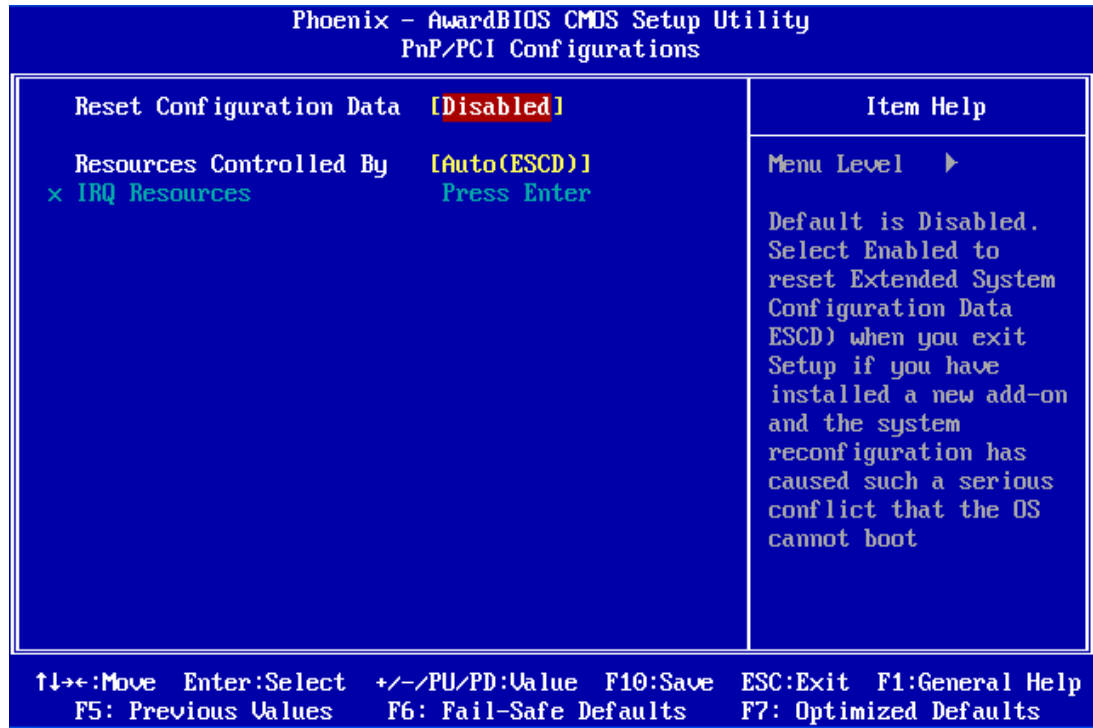 Phoenix - AwardBIOS CMOS Setup Utility
PnP/PCI Configurations
Reset Configuration Data [Disabled]
Resources Controlled By [Auto(ESCD)]
x IRQ Resources Press Enter
Item Help
Menu Level ▶
Default is Disabled.
Select Enabled to
reset Extended System
Configuration Data
ESCD) when you exit
Setup if you have
installed a new add-on
and the system
reconfiguration has
caused such a serious
conflict that the OS
cannot boot
↑↓→←:Move Enter:Select +/-/PU/PD:Value F10:Save ESC:Exit F1:General Help
F5: Previous Values F6: Fail-Safe Defaults F7: Optimized Defaults